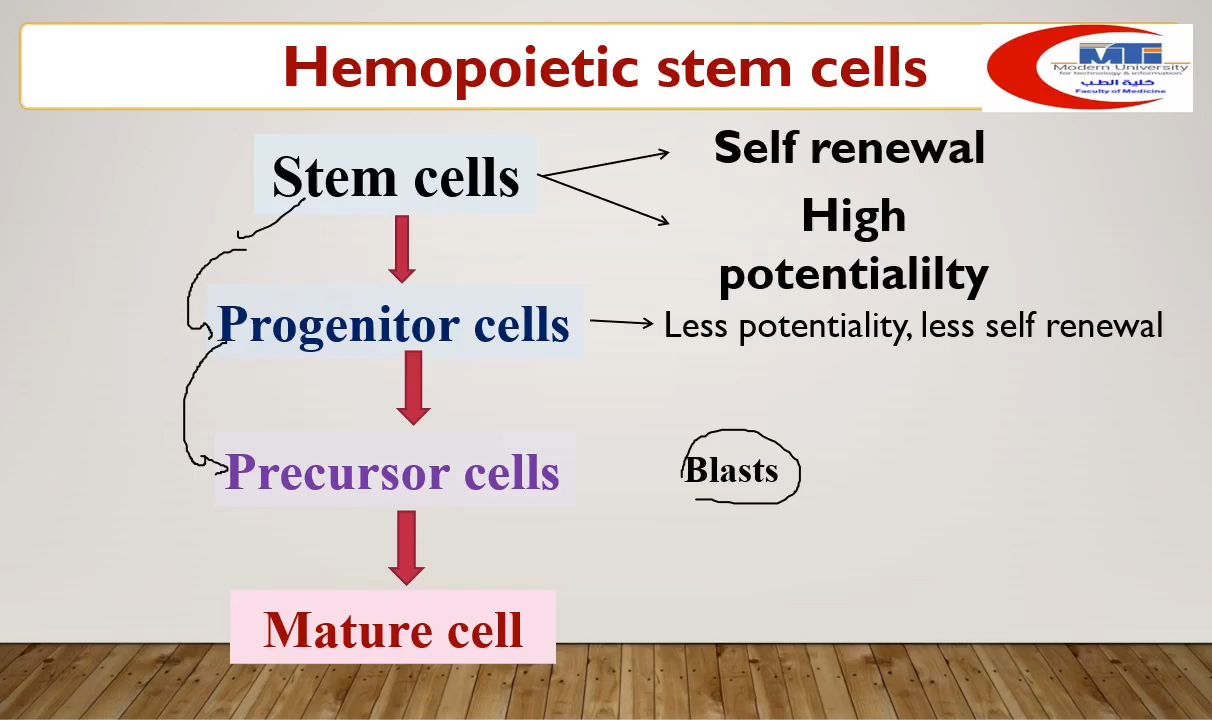 Hemopoietic stem cells
MTI
Modern University
for technology & information
كلية الطب
Faculty of Medicine
Stem cells
Self renewal
High
potentialilty
Progenitor cells
Less potentiality, less self renewal
Precursor cells
Blasts
Mature cell